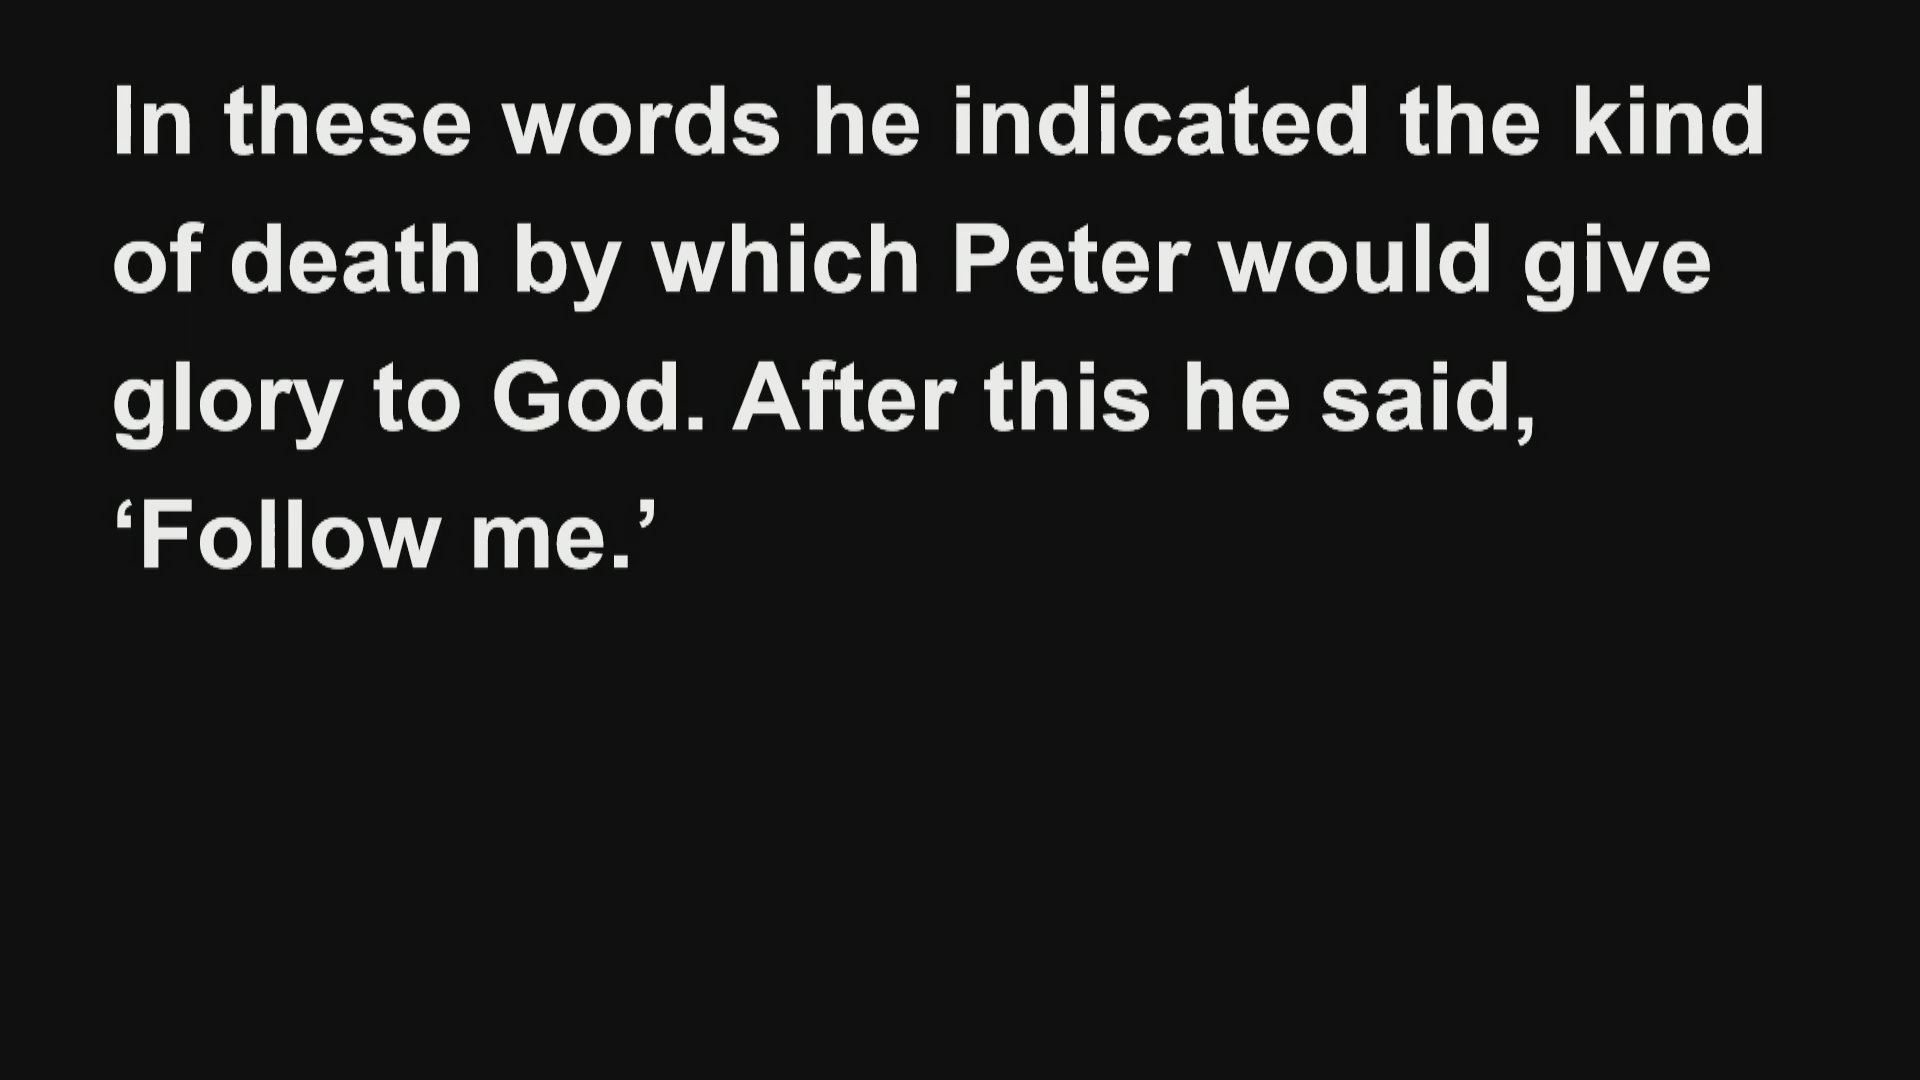 In these words he indicated the kind
of death by which Peter would give
glory to God. After this he said,
‘Follow me.’